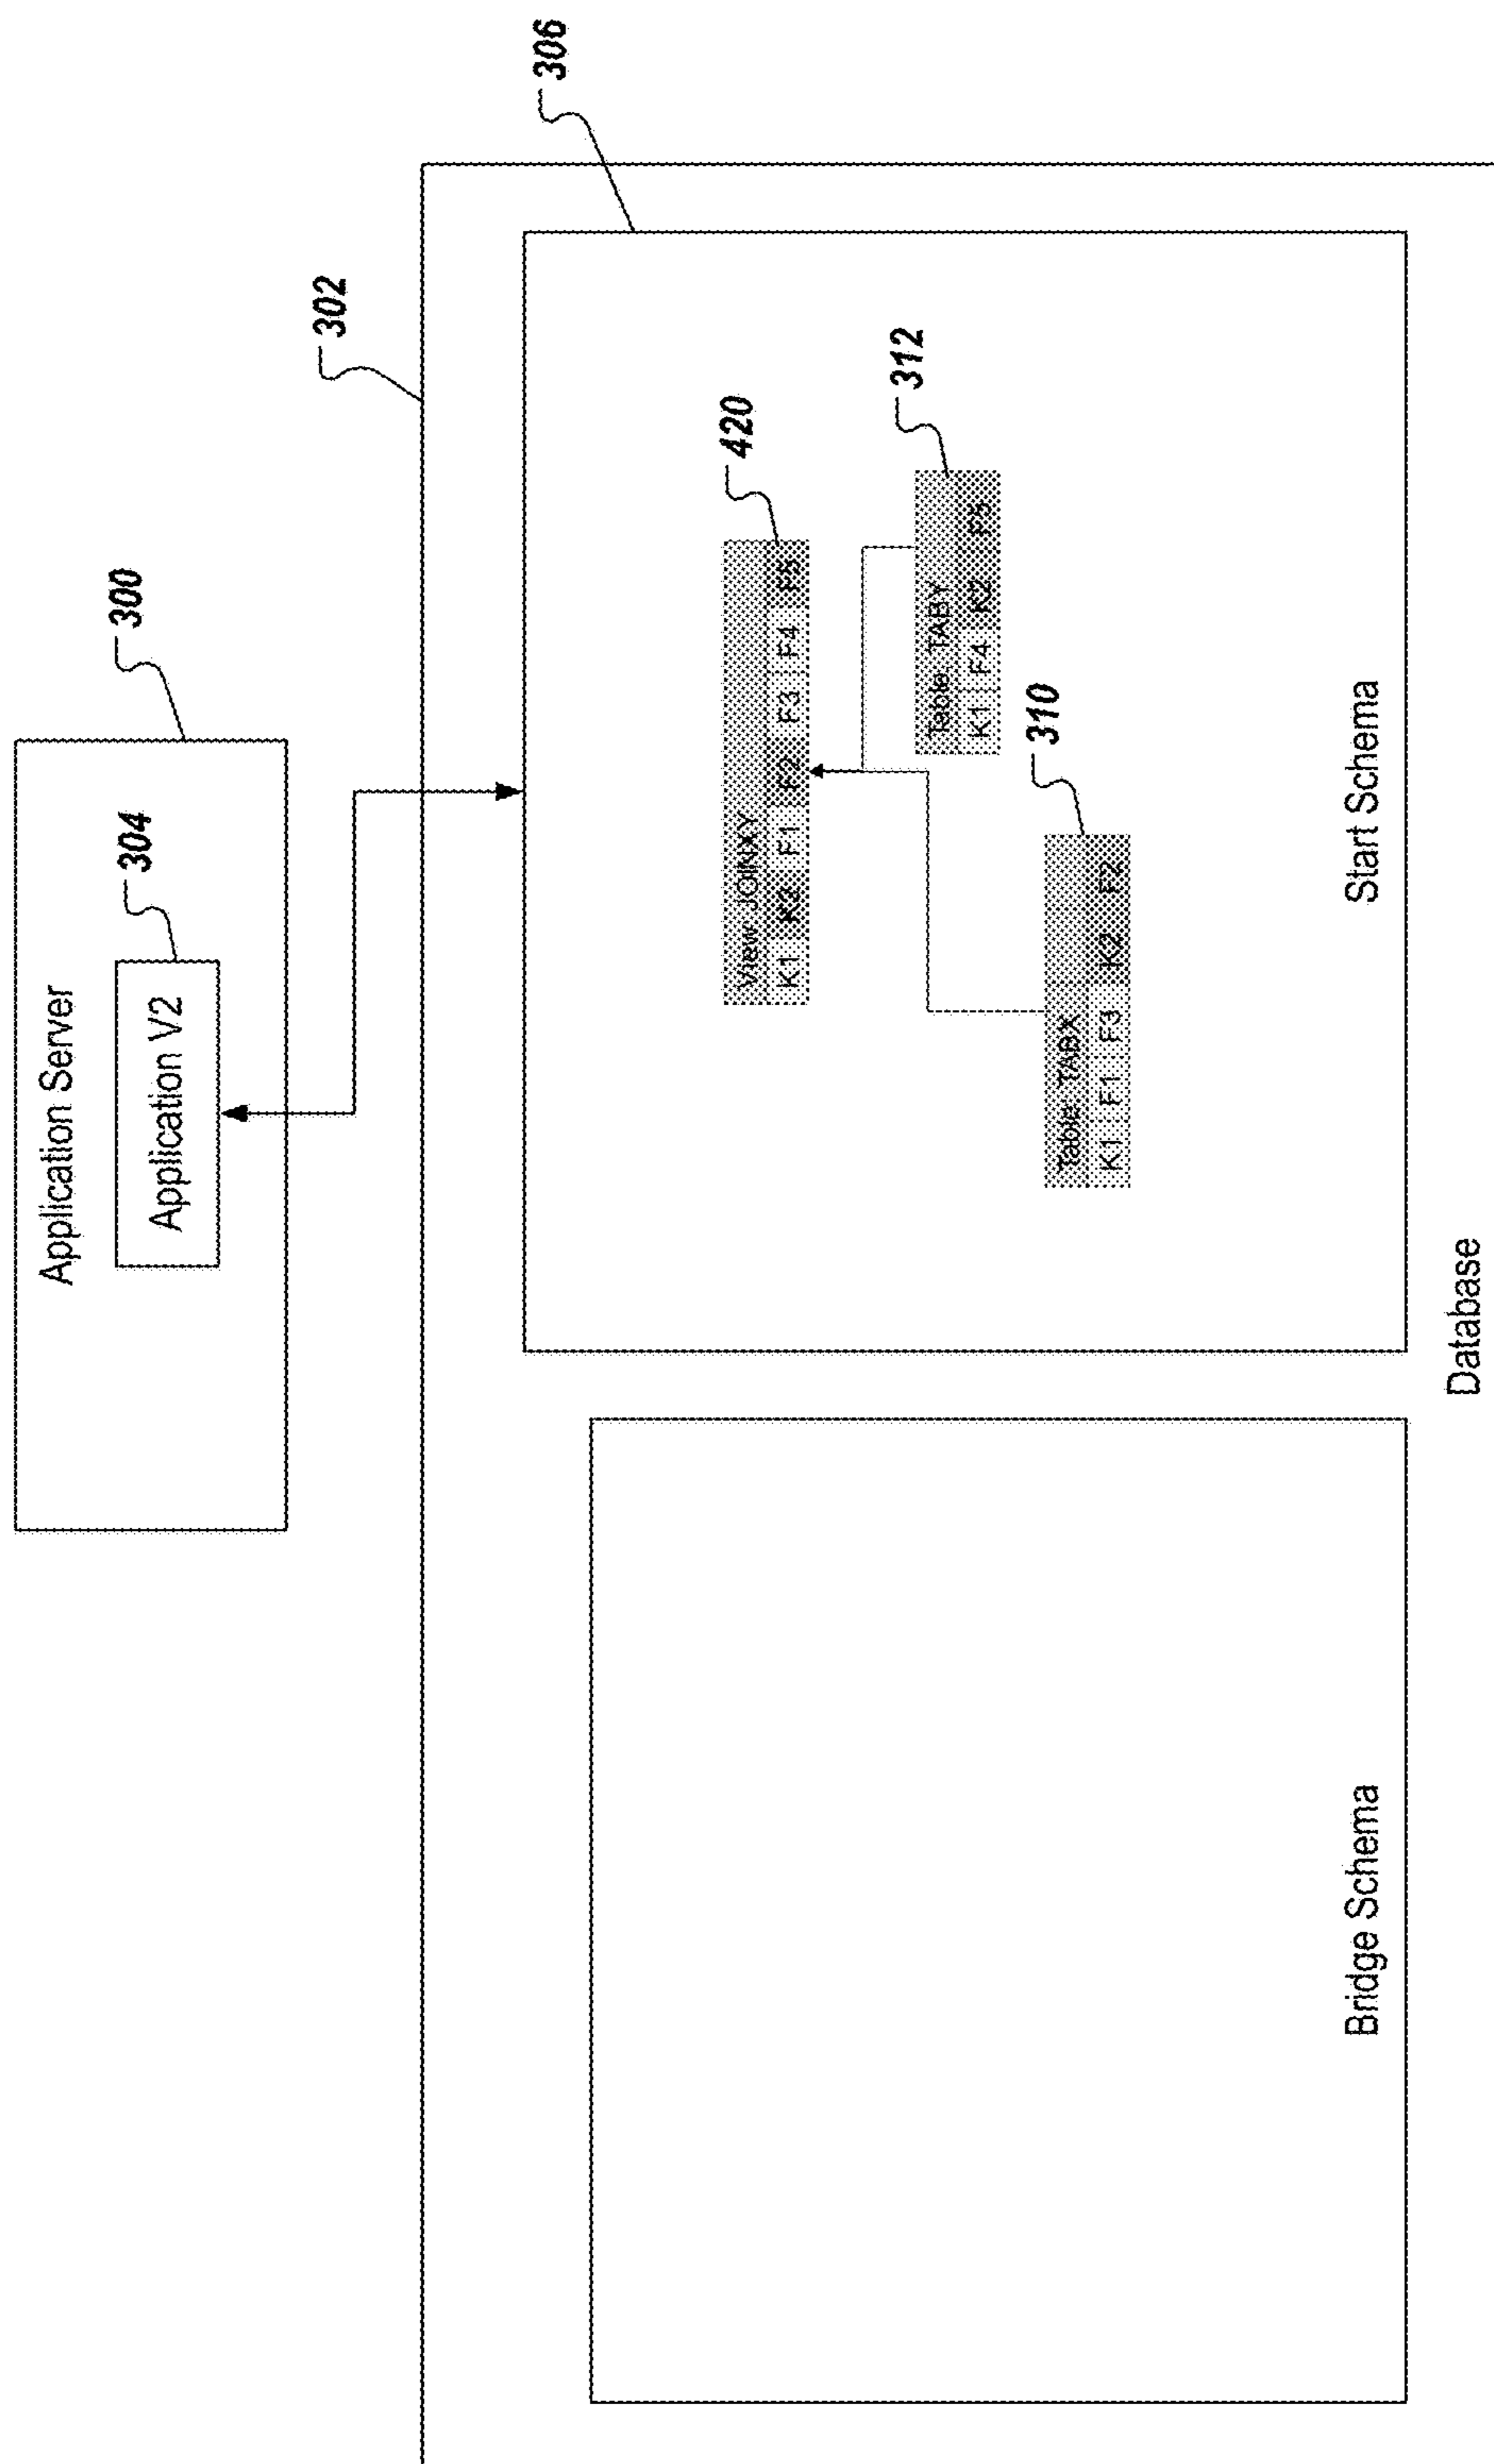 Application Server
300
Application V2
304
302
306
View: JOINXY
K1 K2 F1 F2 F3 F4 F5
420
Table: TABY
K1 F4 K2 F5
312
Table: TABX
K1 F1 F3 K2 F2
310
Bridge Schema
Start Schema
Database